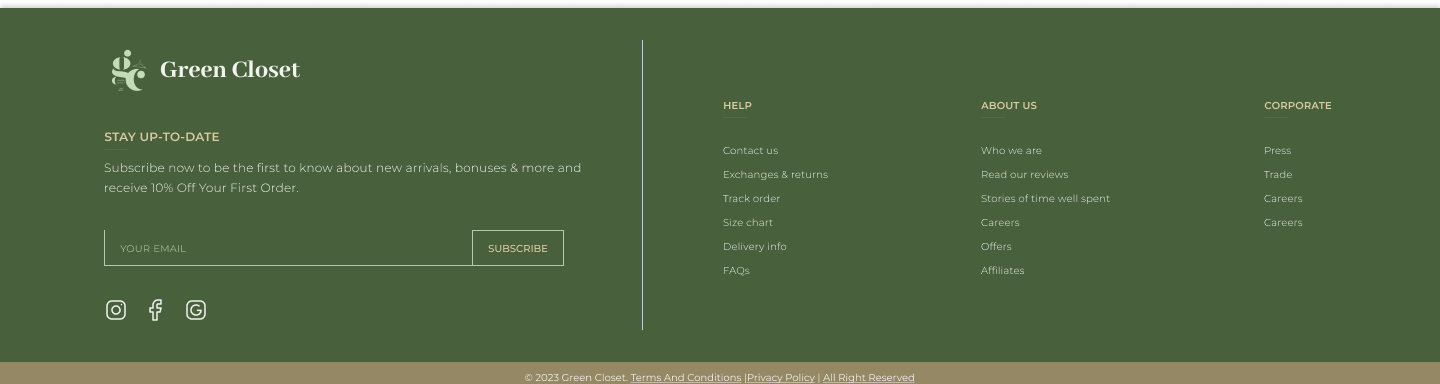 Green Closet
STAY UP-TO-DATE
Subscribe now to be the first to know about new arrivals, bonuses & more and
receive 10% Off Your First Order.
YOUR EMAIL
SUBSCRIBE
HELP
Contact us
Exchanges & returns
Track order
Size chart
Delivery info
FAQs
ABOUT US
Who we are
Read our reviews
Stories of time well spent
Careers
Offers
Affiliates
CORPORATE
Press
Trade
Careers
Careers
© 2023 Green Closet. Terms And Conditions |Privacy Policy | All Right Reserved